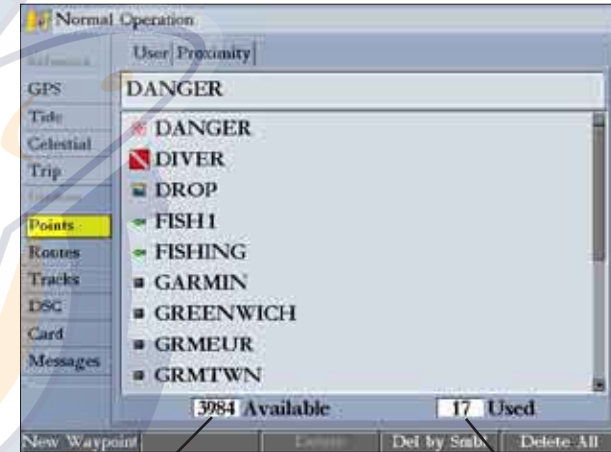 Normal Operation
User Proximity
GPS
Tide
Celestial
Trip
Points
Routes
Tracks
DSC
Card
Messages
DANGER
DANGER
DIVER
DROP
FISH1
FISHING
GARMIN
GREENWICH
GRMEUR
GRMTWN
3984 Available
17 Used
New Waypoint Delete Del by Smbl Delete All